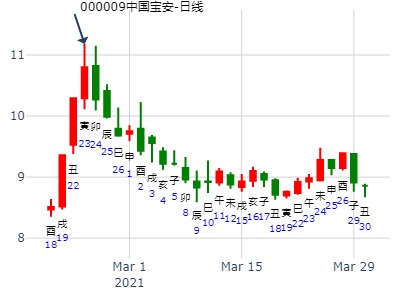 000009中国宝安-日线
11
10
9
8
酉 戌 丑 寅 卯 辰 巳 申 酉 戌 亥 子 卯 辰 巳 午 未 戌 亥 子 丑 寅 巳 午 未 申 酉 子 丑
18 19 22 23 24 25 26 1 2 3 4 5 8 9 10 11 12 15 16 17 18 19 22 23 24 25 26 29 30
Mar 1 Mar 15 Mar 29
2021